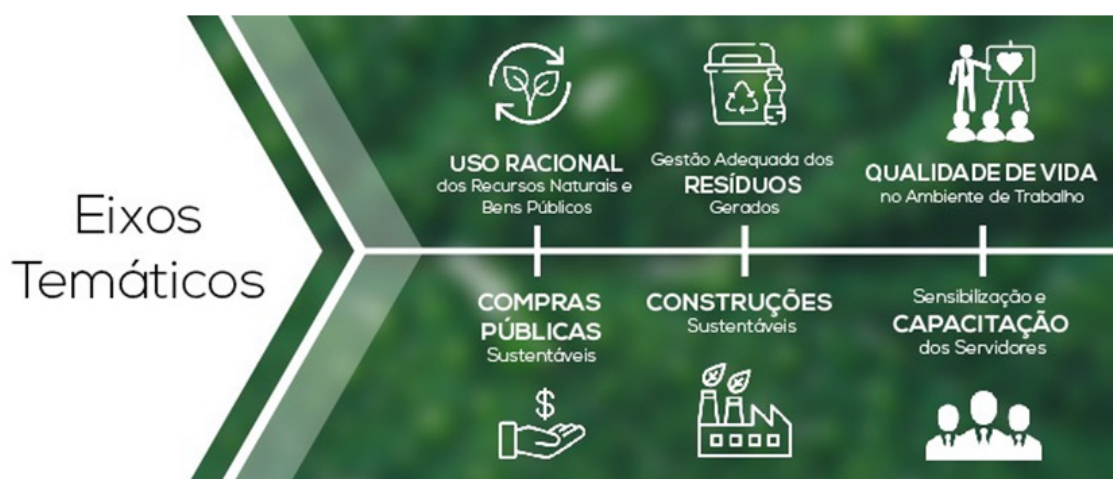 Eixos
Temáticos
USO RACIONAL
dos Recursos Naturais e
Bens Públicos
Gestão Adequada dos
RESÍDUOS
Gerados
QUALIDADE DE VIDA
no Ambiente de Trabalho
COMPRAS
PÚBLICAS
Sustentáveis
$
CONSTRUÇÕES
Sustentáveis
Sensibilização e
CAPACITAÇÃO
dos Servidores